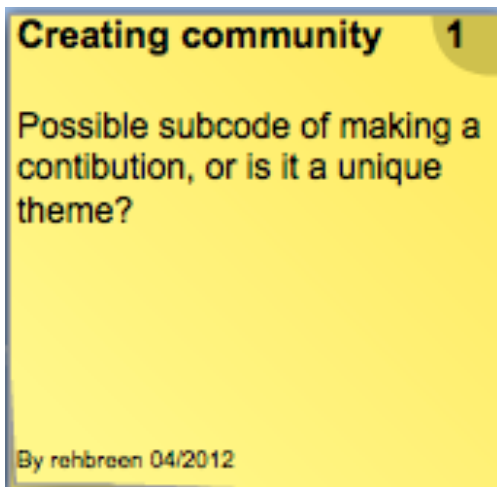 Creating community 1
Possible subcode of making a
contibution, or is it a unique
theme?
By rehbreen 04/2012